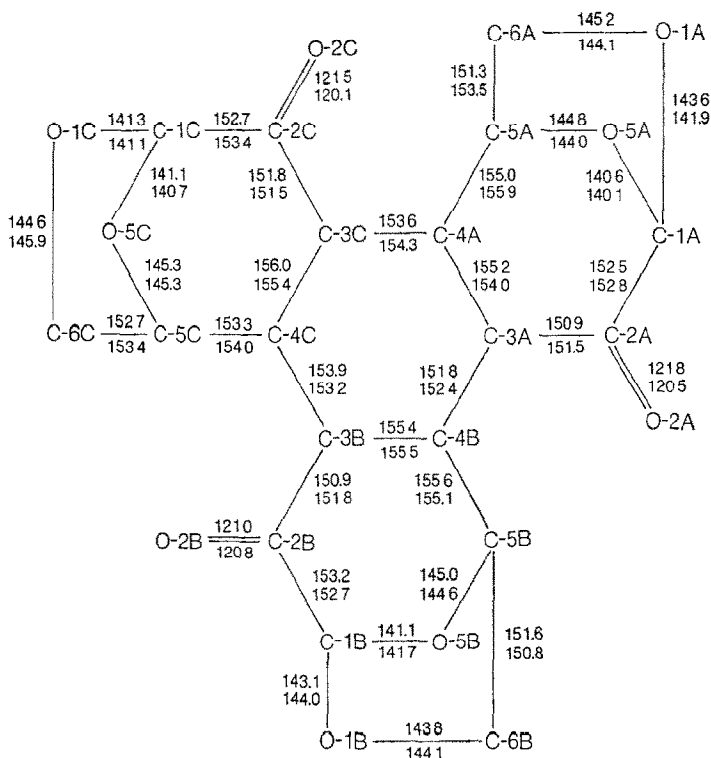 C-6A 145.2 144.1 O-1A
O-2C
121.5 120.1
151.3 153.5
143.6 141.9
O-1C 141.3 141.1 C-1C 152.7 153.4 C-2C
C-5A 144.8 144.0 O-5A
141.1 140.7
151.8 151.5
155.0 155.9
140.6 140.1
144.6 145.9
O-5C
C-3C 153.6 154.3 C-4A
C-1A
145.3 145.3
156.0 155.4
155.2 154.0
152.5 152.8
C-6C 152.7 153.4 C-5C 153.3 154.0 C-4C
C-3A 150.9 151.5 C-2A
153.9 153.2
151.8 152.4
121.8 120.5
O-2A
C-3B 155.4 155.5 C-4B
150.9 151.8
155.6 155.1
O-2B 121.0 120.8 C-2B
C-5B
153.2 152.7
145.0 144.6
151.6 150.8
C-1B 141.1 141.7 O-5B
143.1 144.0
O-1B 143.8 144.1 C-6B